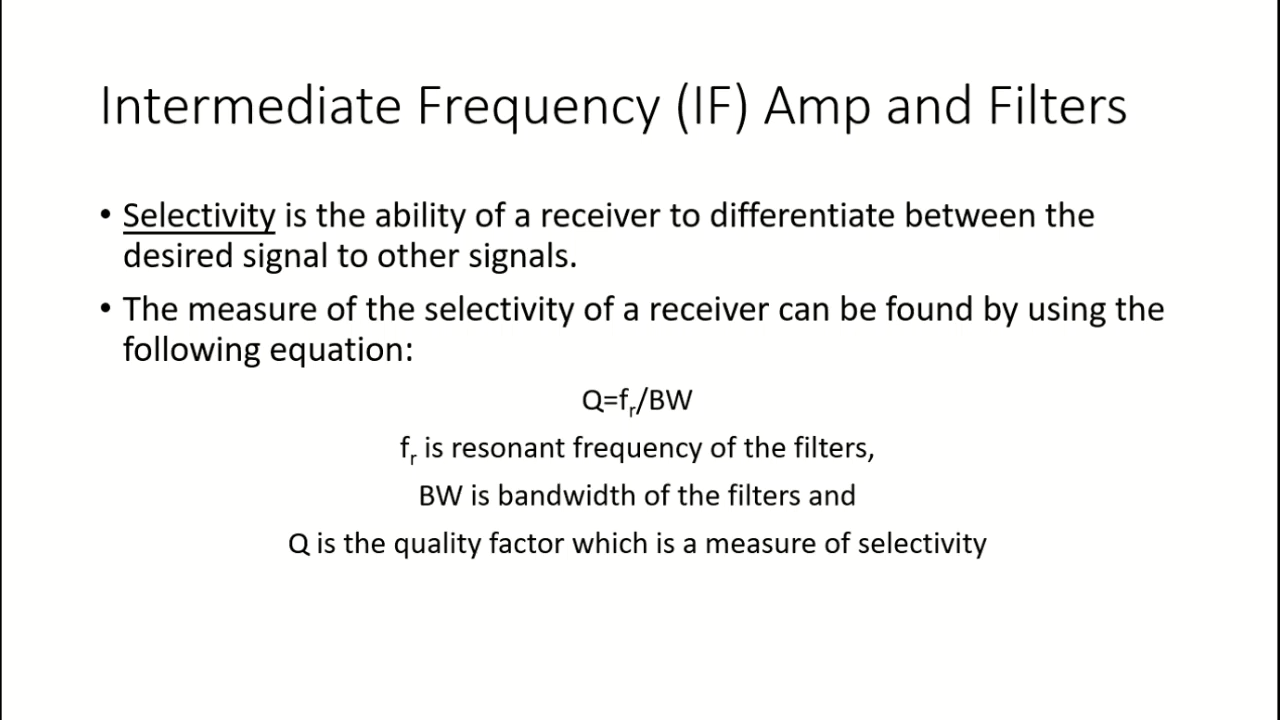 Intermediate Frequency (IF) Amp and Filters
• Selectivity is the ability of a receiver to differentiate between the
desired signal to other signals.
• The measure of the selectivity of a receiver can be found by using the
following equation:
Q=fr/BW
fr is resonant frequency of the filters,
BW is bandwidth of the filters and
Q is the quality factor which is a measure of selectivity